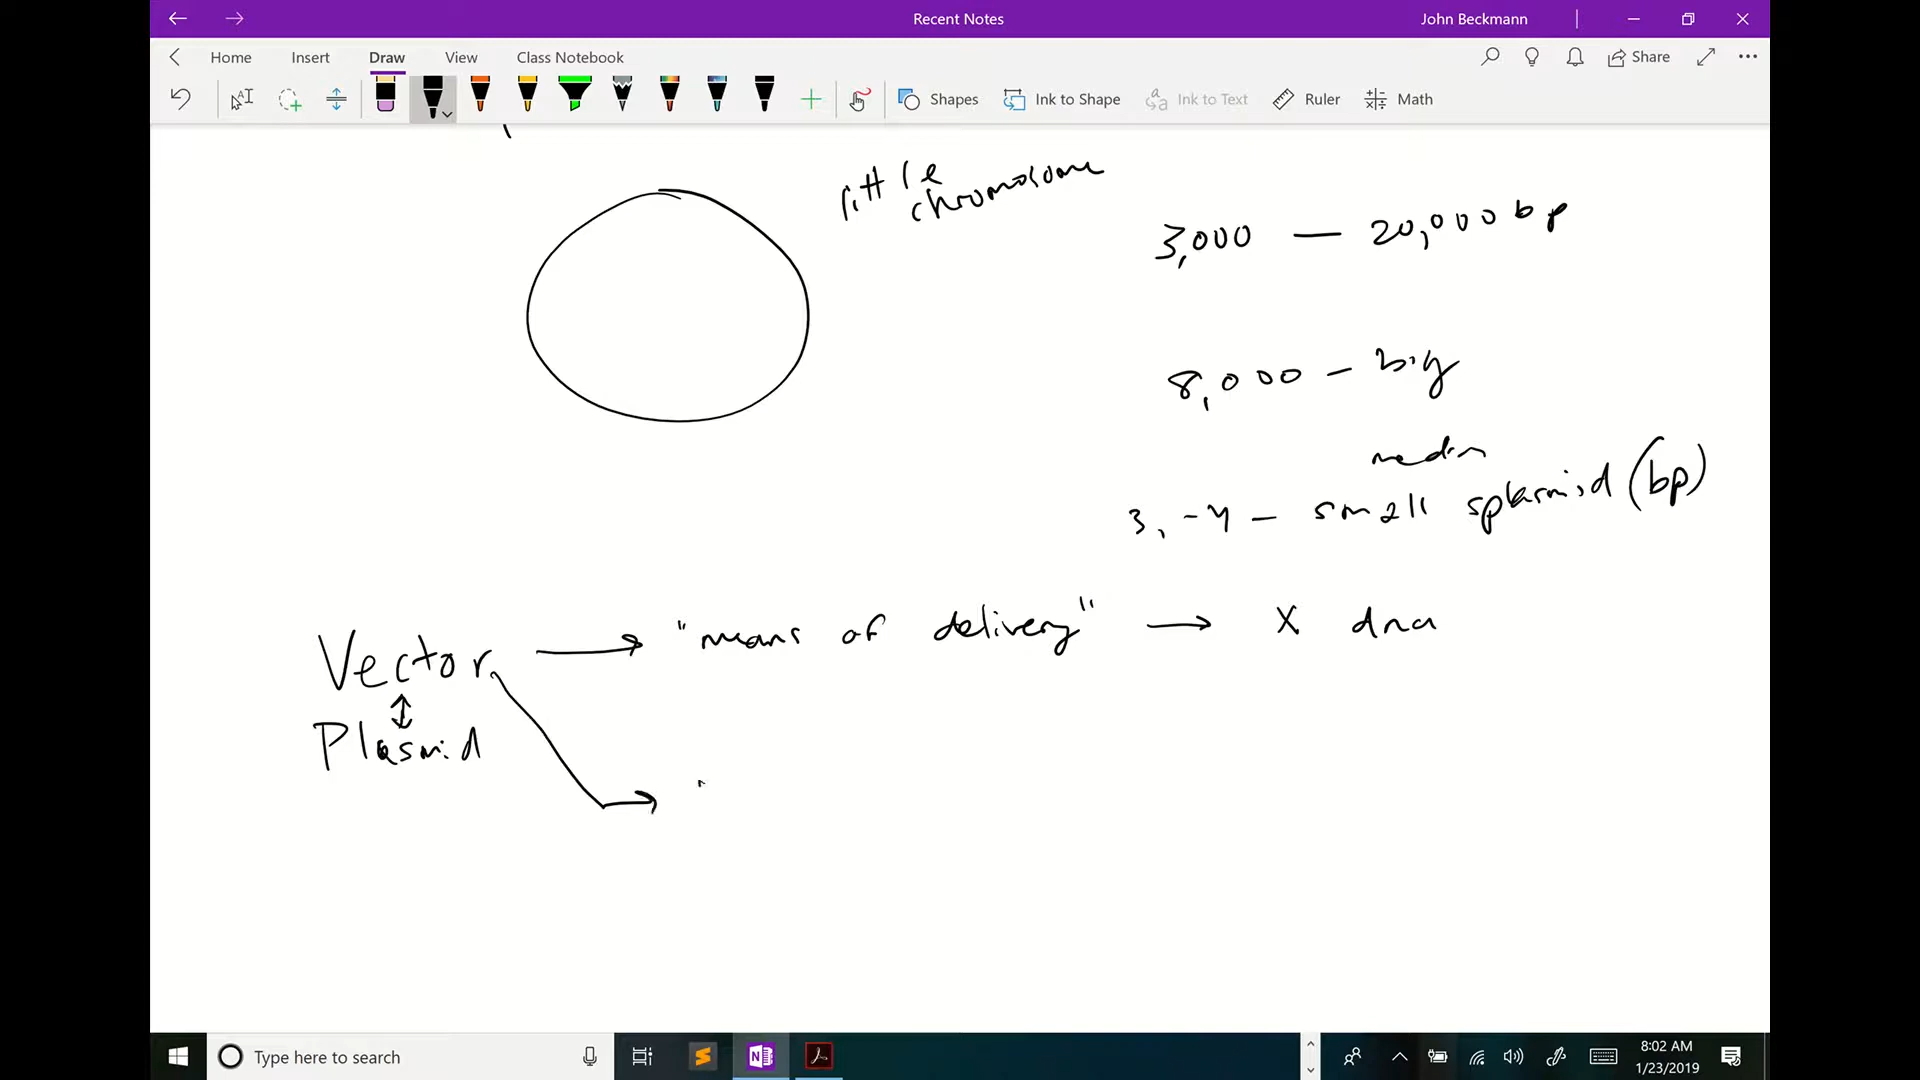 Recent Notes
John Beckmann
Home Insert Draw View Class Notebook
Share
Shapes Ink to Shape Ink to Text Ruler Math
little
chromosome
3,000 — 20,000 bp
8,000 – big
3, -4 – small splasmid (bp)
Vector → "means of delivery" → X dna
Plasmid
"
Type here to search
8:02 AM
1/23/2019